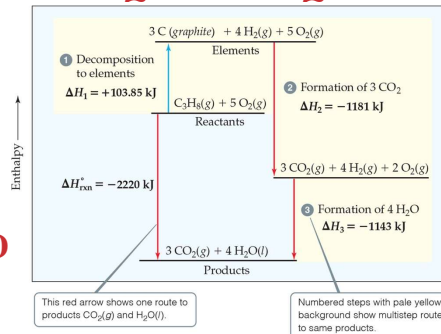 3 C (graphite) + 4 H₂(g) + 5 O₂(g)
Elements
1 Decomposition
to elements
ΔH₁ = +103.85 kJ
2 Formation of 3 CO₂
ΔH₂ = −1181 kJ
C₃H₈(g) + 5 O₂(g)
Reactants
Enthalpy
3 CO₂(g) + 4 H₂(g) + 2 O₂(g)
ΔH°rxn = −2220 kJ
3 Formation of 4 H₂O
ΔH₃ = −1143 kJ
3 CO₂(g) + 4 H₂O(l)
Products
This red arrow shows one route to
products CO₂(g) and H₂O(l).
Numbered steps with pale yellow
background show multistep route
to same products.